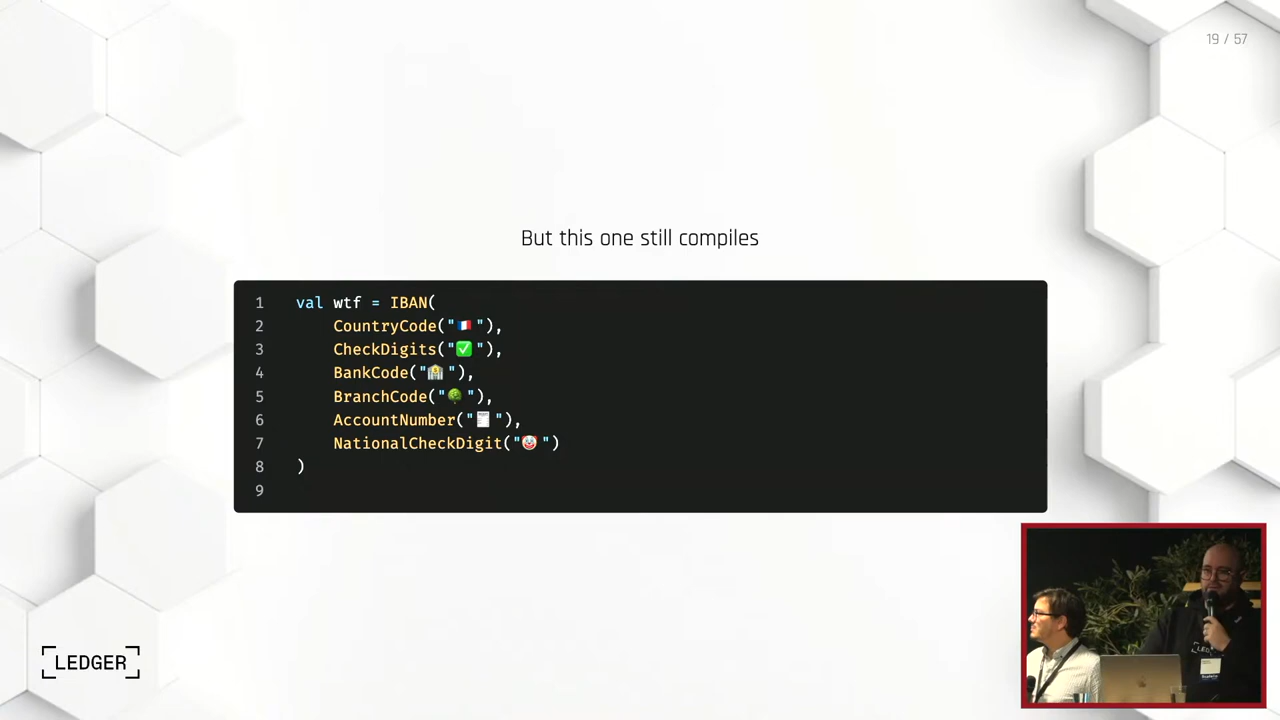 19 / 57
But this one still compiles
1 val wtf = IBAN(
2 CountryCode("🇫🇷"),
3 CheckDigits("✅"),
4 BankCode("🏦"),
5 BranchCode("🌳"),
6 AccountNumber("🧾"),
7 NationalCheckDigit("🤡")
8 )
9
[LEDGER]